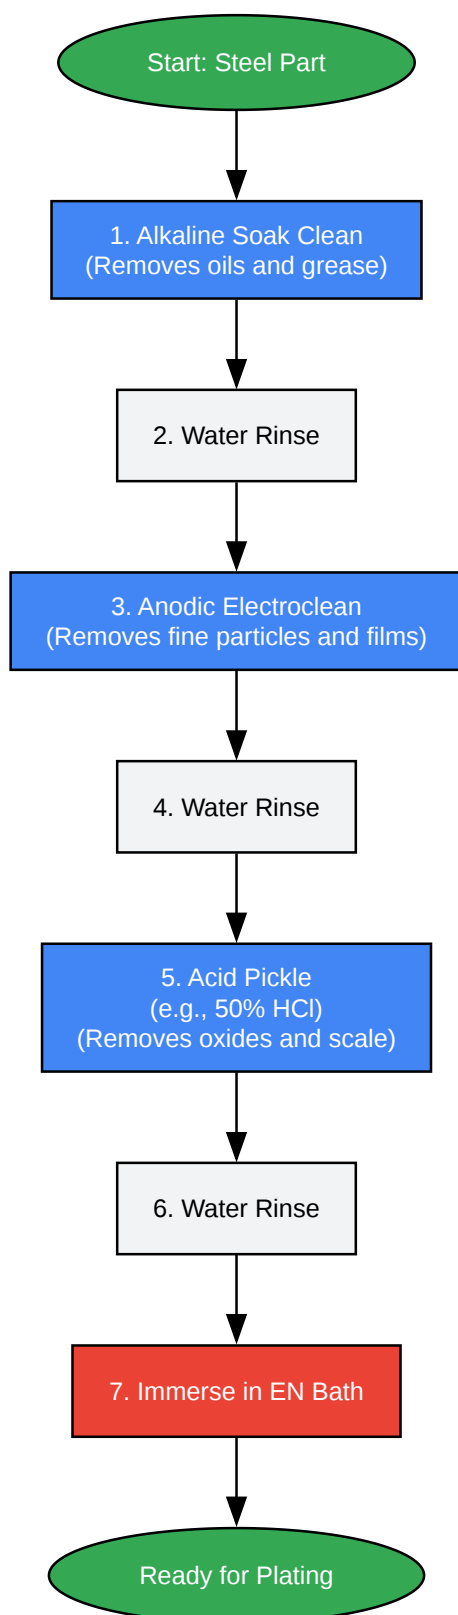 Start: Steel Part
1. Alkaline Soak Clean
(Removes oils and grease)
2. Water Rinse
3. Anodic Electroclean
(Removes fine particles and films)
4. Water Rinse
5. Acid Pickle
(e.g., 50% HCl)
(Removes oxides and scale)
6. Water Rinse
7. Immerse in EN Bath
Ready for Plating